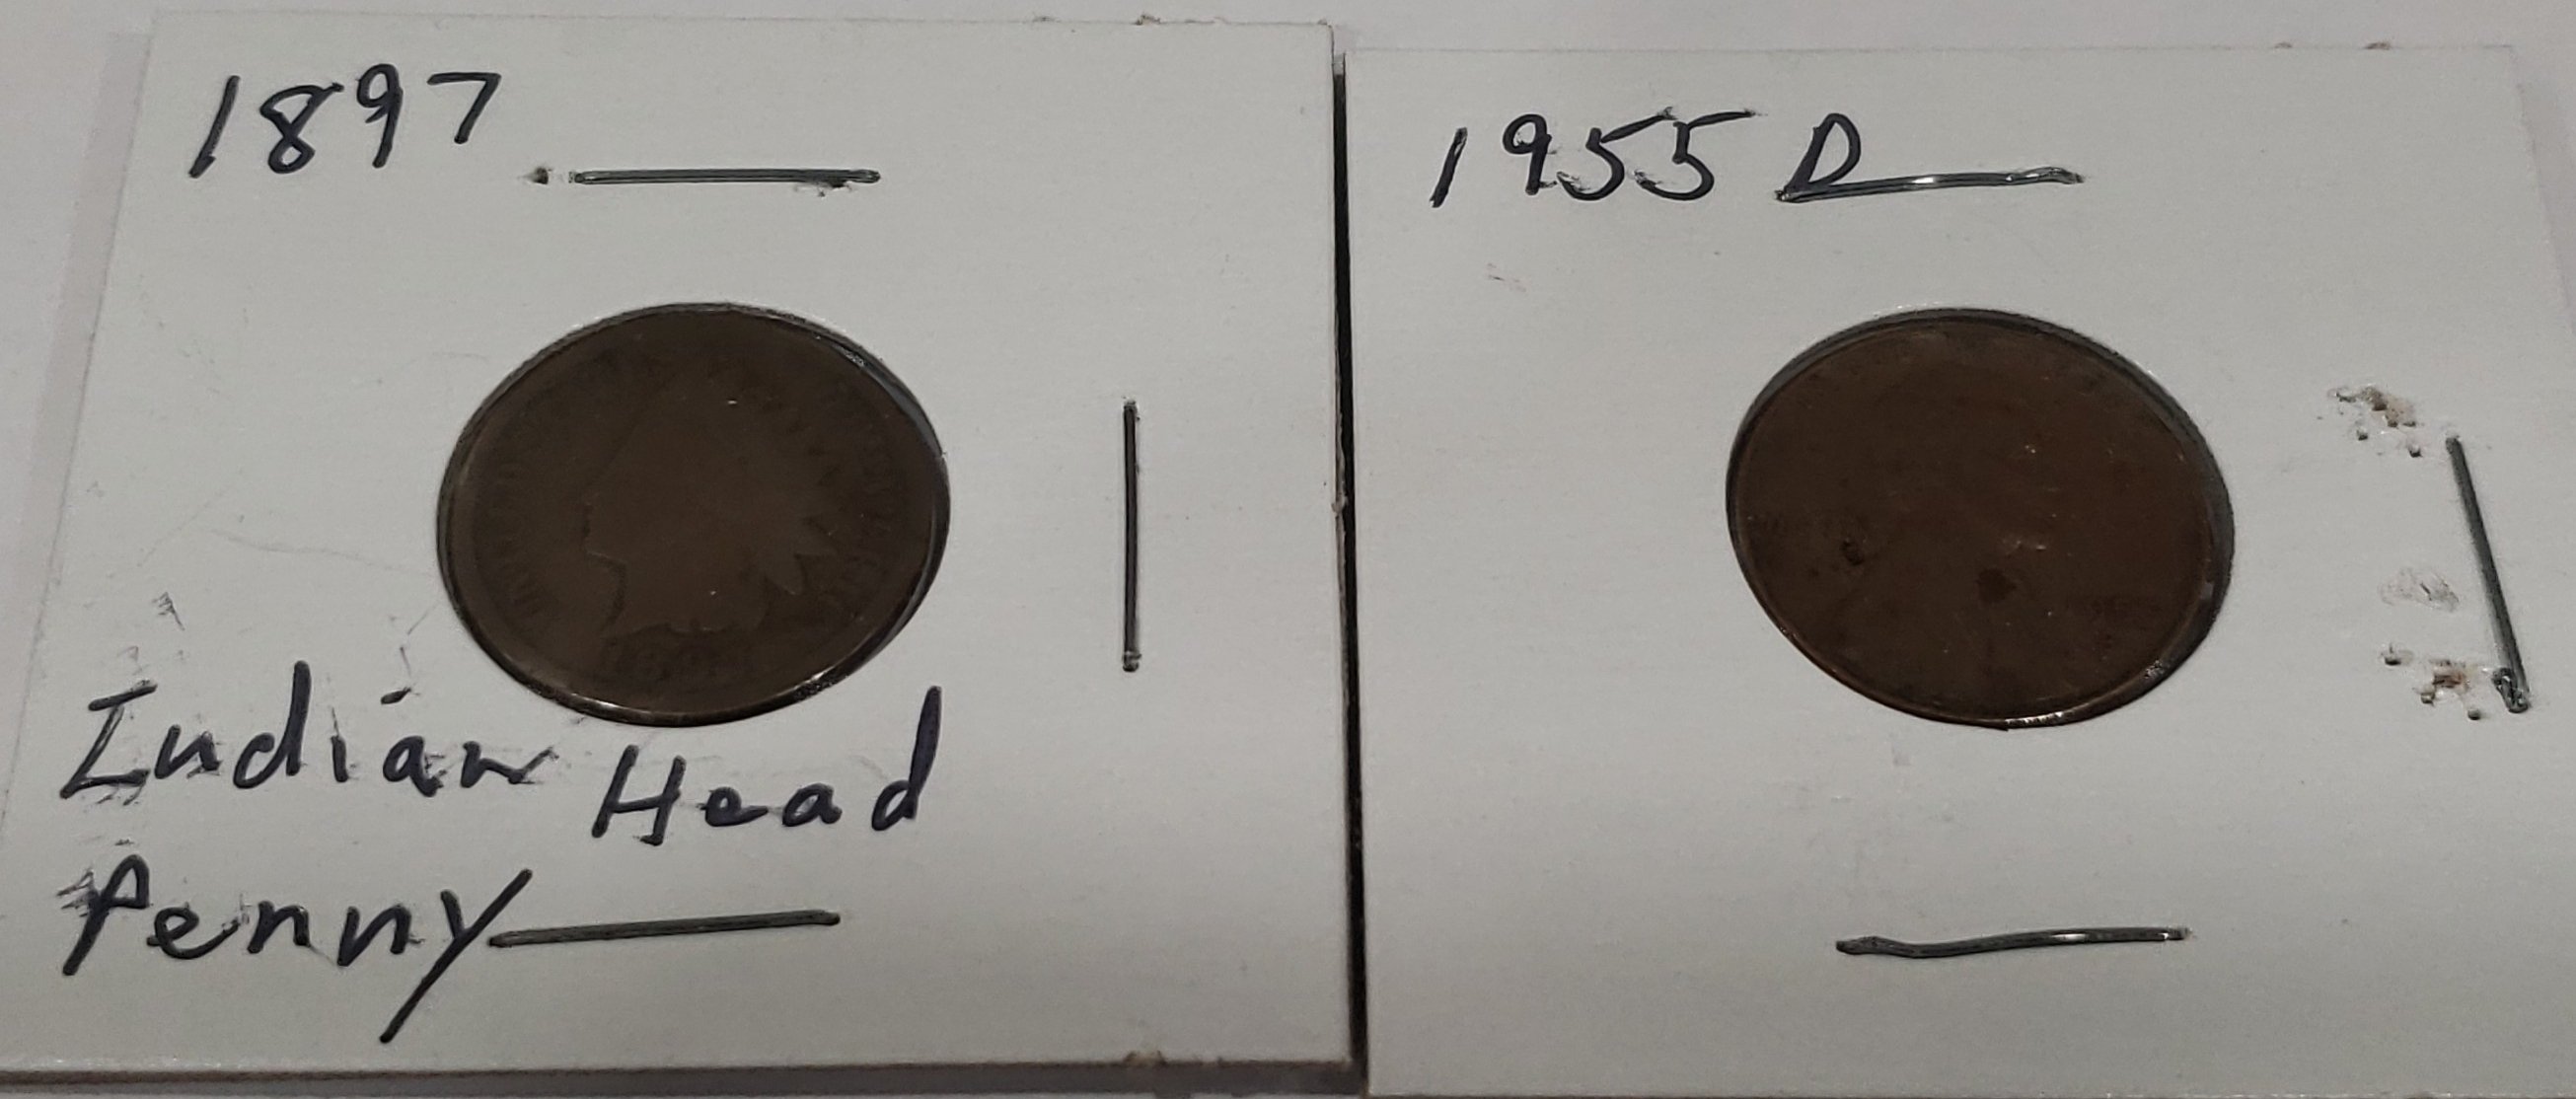 1897
Indian Head
Penny
1955 D